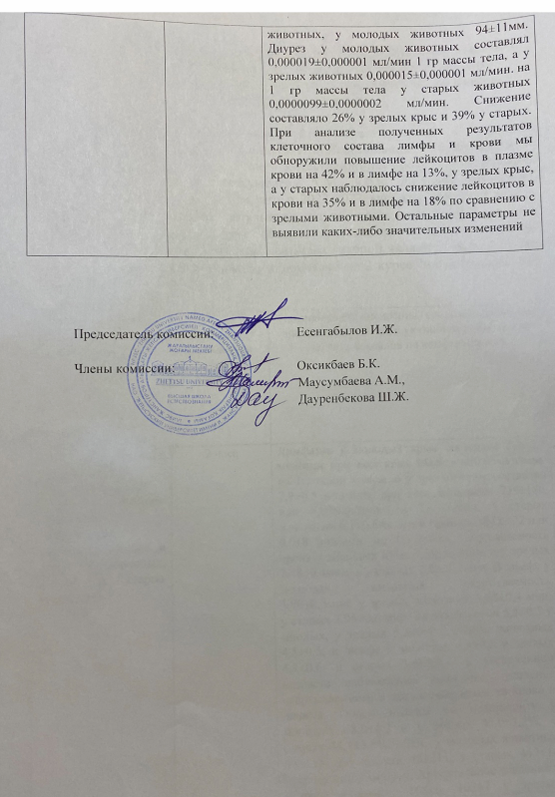 животных, у молодых животных 94±11мм.
Диурез у молодых животных составлял
0,000019±0,000001 мл/мин 1 гр массы тела, а у
зрелых животных 0,000015±0,000001 мл/мин. на
1 гр массы тела у старых животных
0,0000099±0,0000002 мл/мин. Снижение
составляло 26% у зрелых крыс и 39% у старых.
При анализе полученных результатов
клеточного состава лимфы и крови мы
обноружили повышение лейкоцитов в плазме
крови на 42% и в лимфе на 13%, у зрелых крыс,
а у старых наблюдалось снижение лейкоцитов в
крови на 35% и в лимфе на 18% по сравнению с
зрелыми животными. Остальные параметры не
выявили каких-либо значительных изменений
Председатель комиссии: Есенгабылов И.Ж.
Члены комиссии: Оксикбаев Б.К.
Маусумбаева А.М.,
Дауренбекова Ш.Ж.